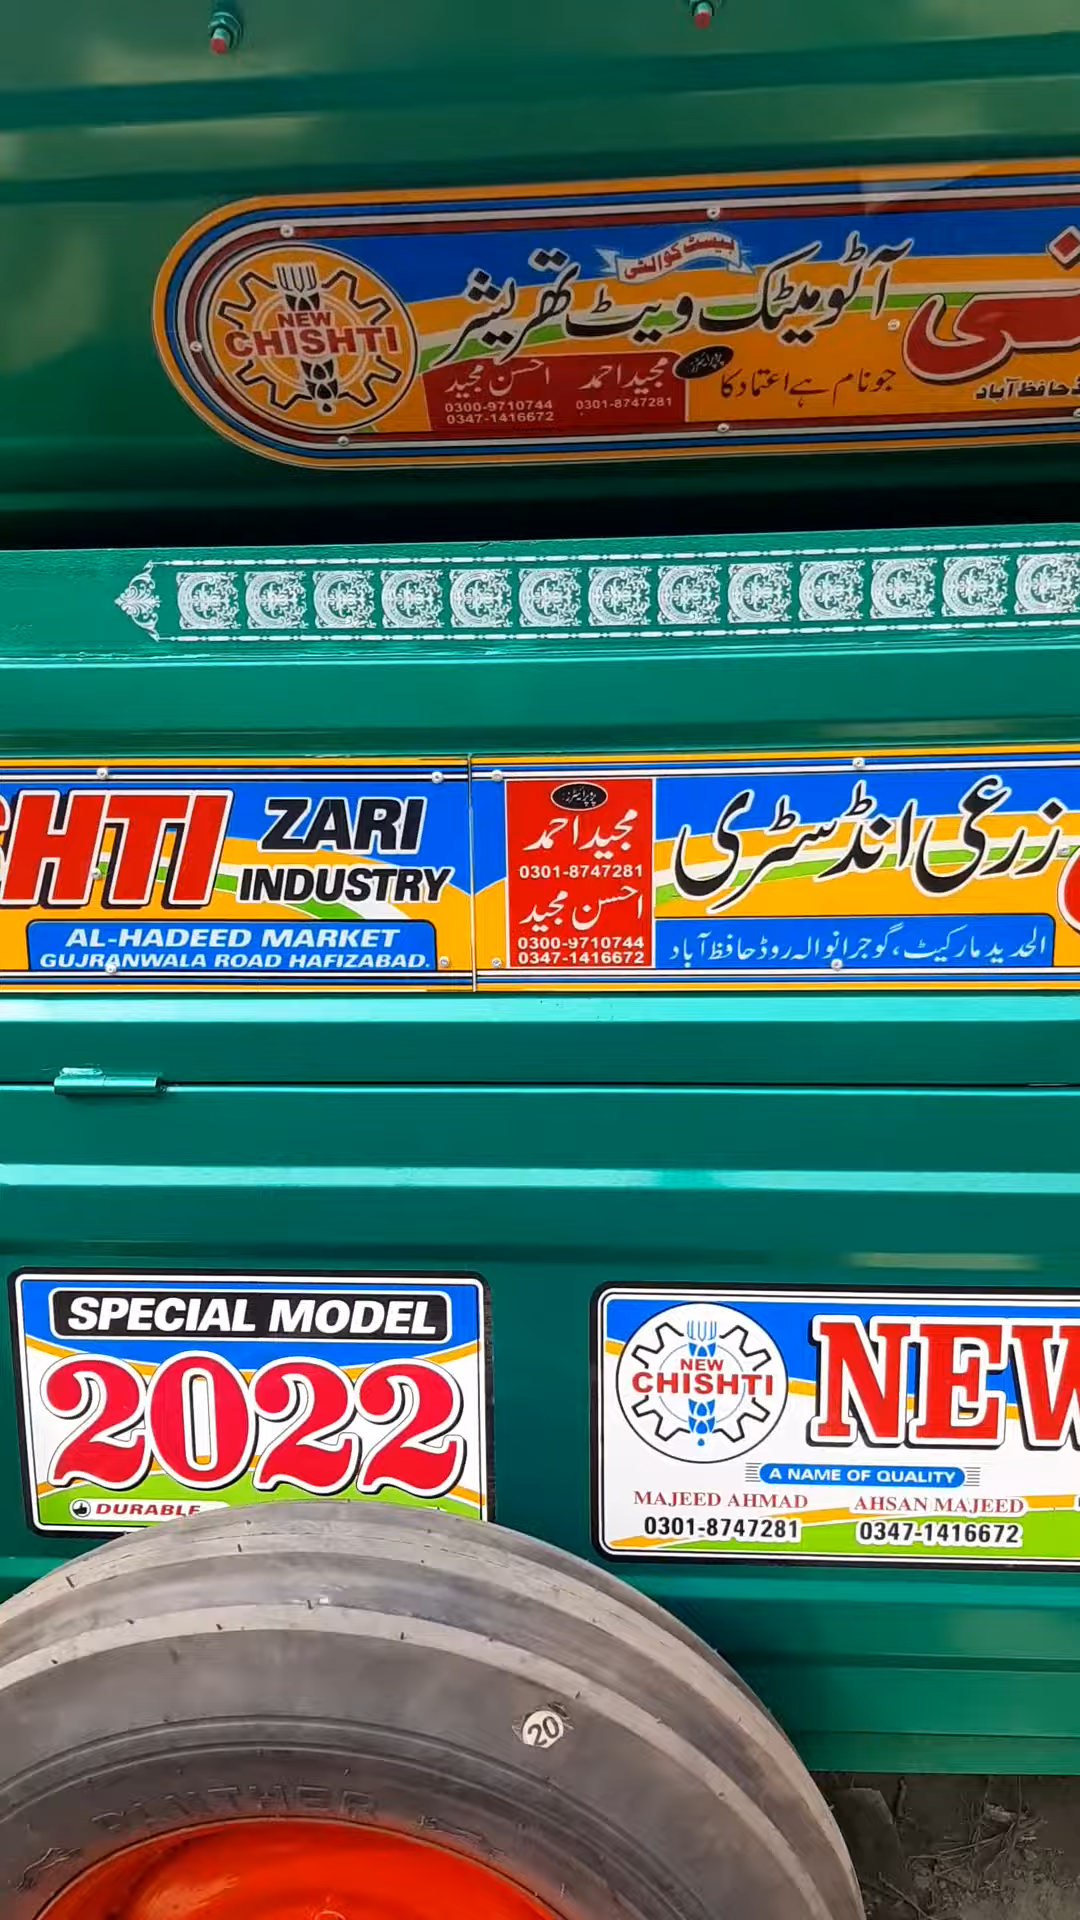 NEW
CHISHTI
بیسٹ کوالٹی
آٹومیٹک ویٹ تھریشر
جو نام ہے اعتماد کا
پروپرائیٹرز
مجید احمد
0301-8747281
احسن مجید
0300-9710744
0347-1416672
حافظ آباد
HTI
ZARI
INDUSTRY
AL-HADEED MARKET
GUJRANWALA ROAD HAFIZABAD.
پروپرائیٹرز
مجید احمد
0301-8747281
احسن مجید
0300-9710744
0347-1416672
زرعی انڈسٹری
الحدید مارکیٹ، گوجرانوالہ روڈ حافظ آباد
SPECIAL MODEL
2022
DURABLE
NEW
CHISHTI
NEW
A NAME OF QUALITY
MAJEED AHMAD
0301-8747281
AHSAN MAJEED
0347-1416672
20
PANTHER